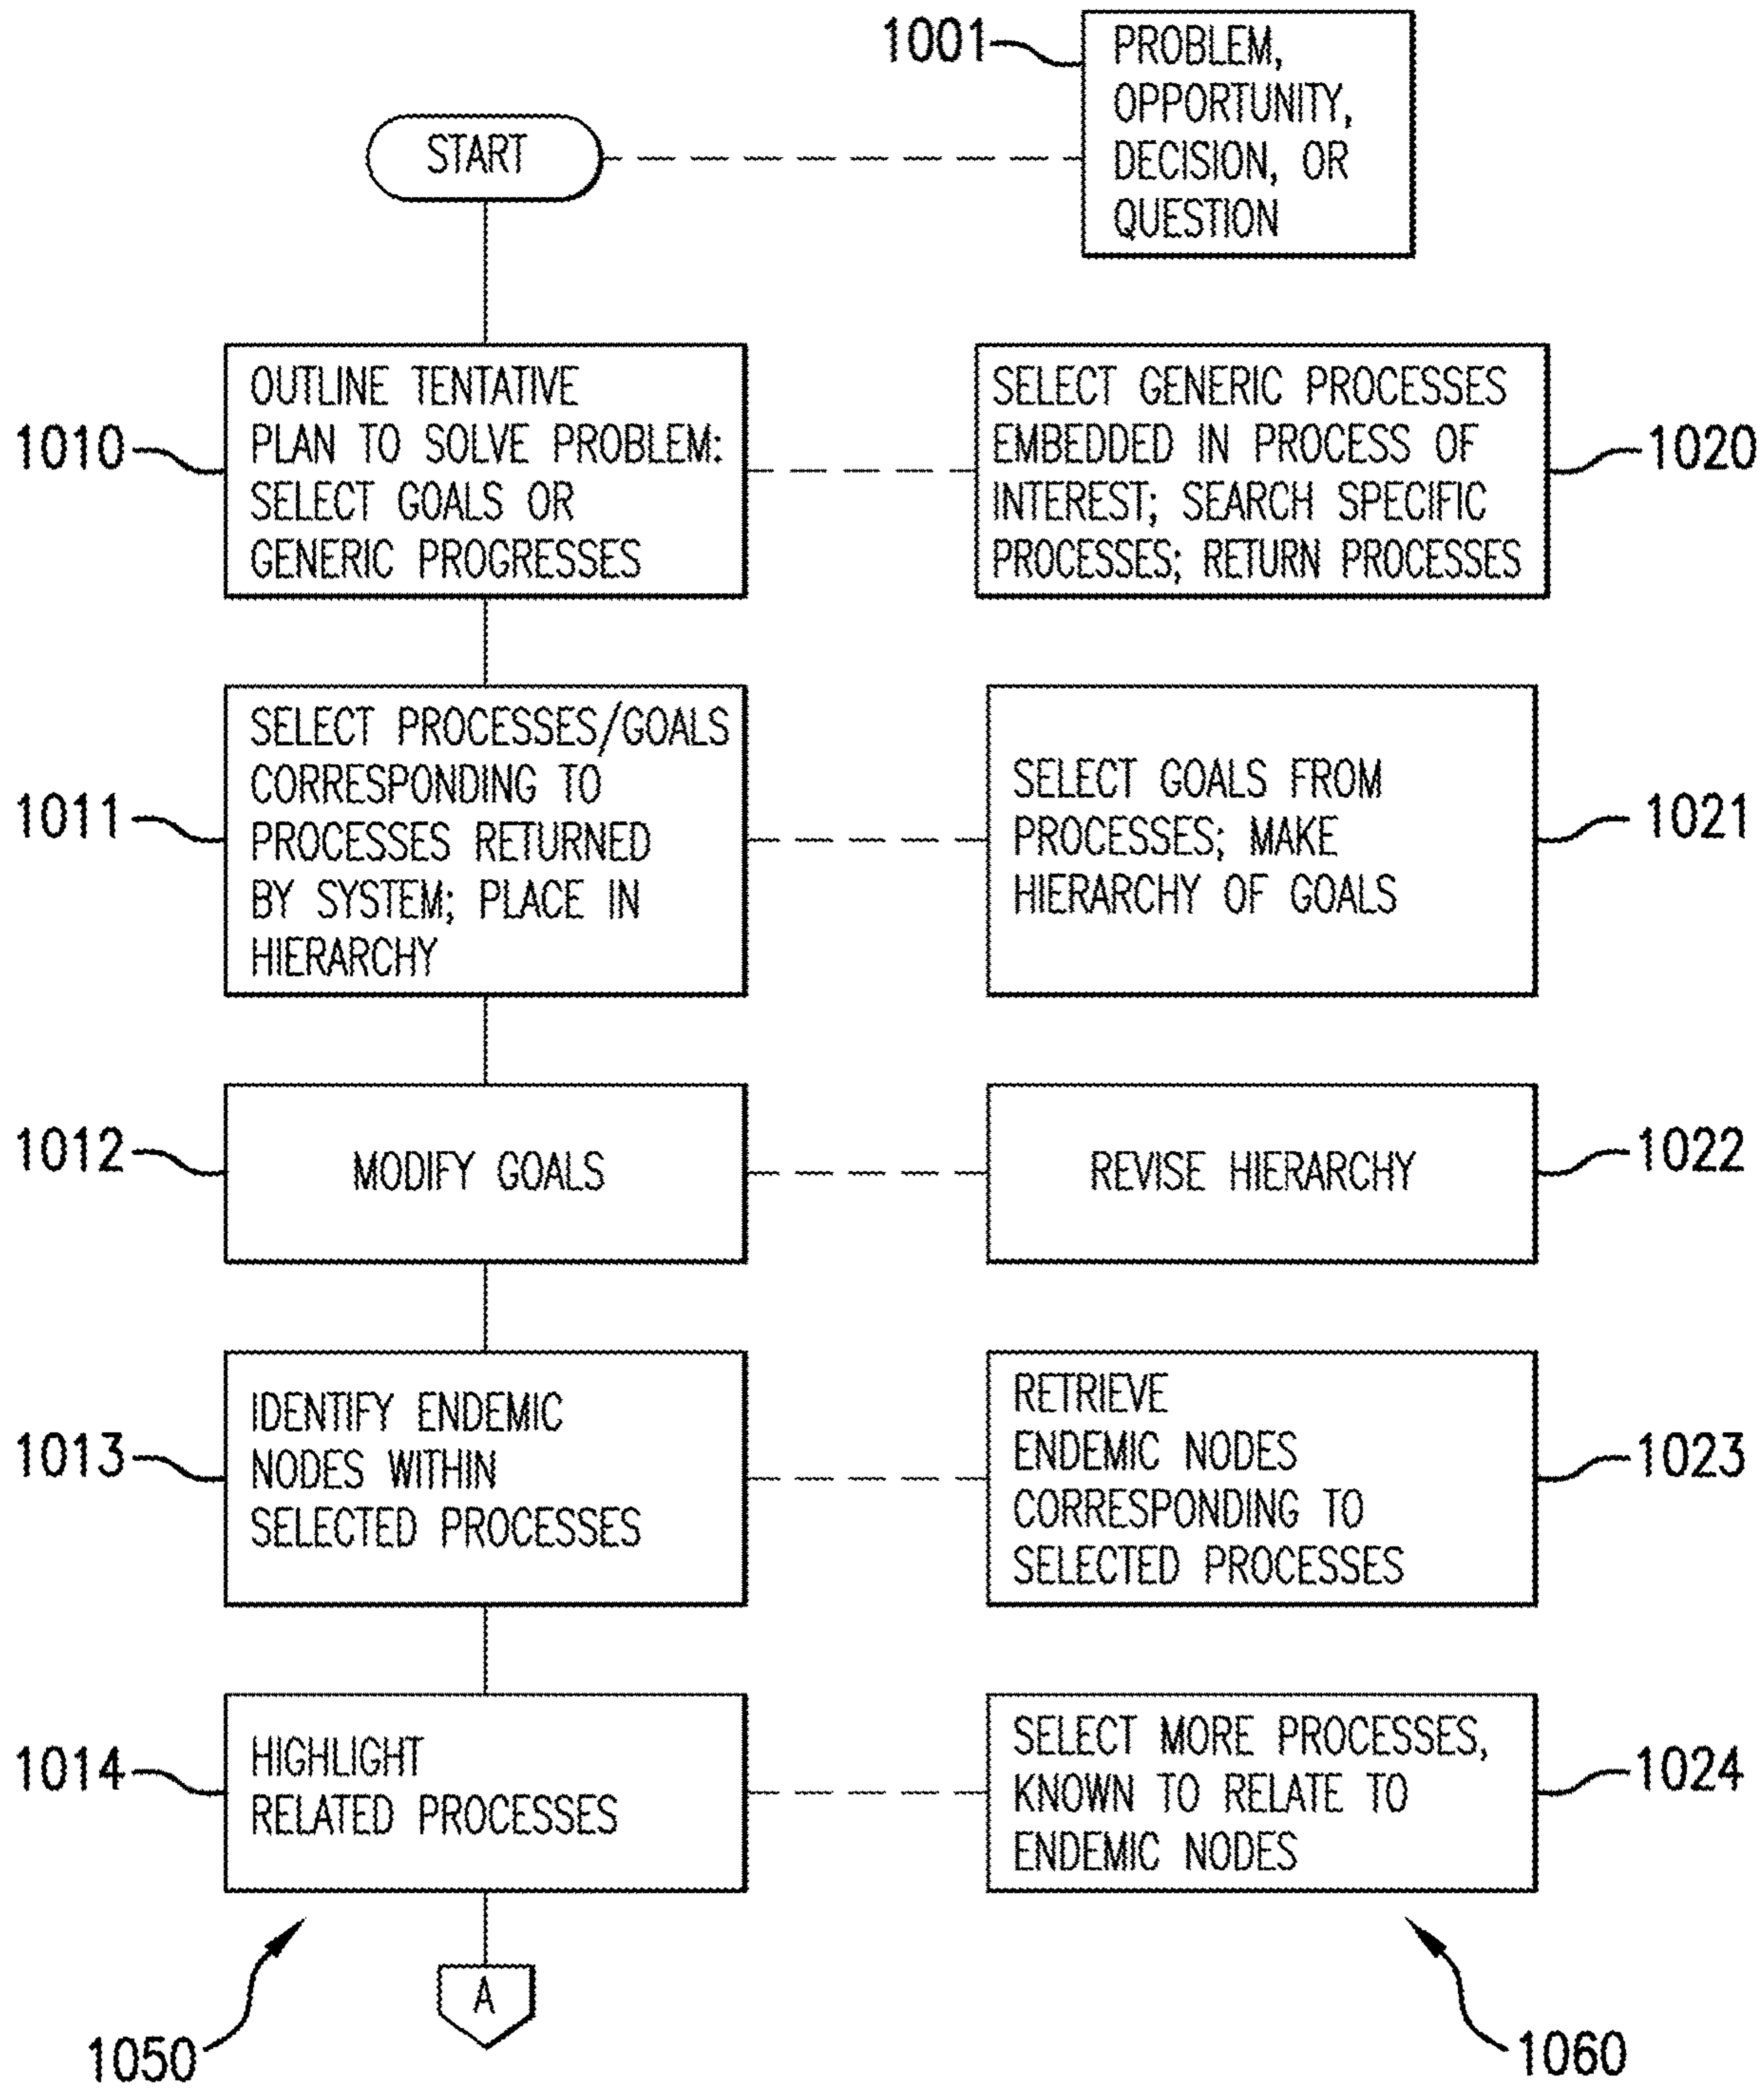 1001
PROBLEM,
OPPORTUNITY,
DECISION, OR
QUESTION
START
1010
OUTLINE TENTATIVE
PLAN TO SOLVE PROBLEM:
SELECT GOALS OR
GENERIC PROGRESSES
SELECT GENERIC PROCESSES
EMBEDDED IN PROCESS OF
INTEREST; SEARCH SPECIFIC
PROCESSES; RETURN PROCESSES
1020
1011
SELECT PROCESSES/GOALS
CORRESPONDING TO
PROCESSES RETURNED
BY SYSTEM; PLACE IN
HIERARCHY
SELECT GOALS FROM
PROCESSES; MAKE
HIERARCHY OF GOALS
1021
1012
MODIFY GOALS
REVISE HIERARCHY
1022
1013
IDENTIFY ENDEMIC
NODES WITHIN
SELECTED PROCESSES
RETRIEVE
ENDEMIC NODES
CORRESPONDING TO
SELECTED PROCESSES
1023
1014
HIGHLIGHT
RELATED PROCESSES
SELECT MORE PROCESSES,
KNOWN TO RELATE TO
ENDEMIC NODES
1024
A
1050
1060